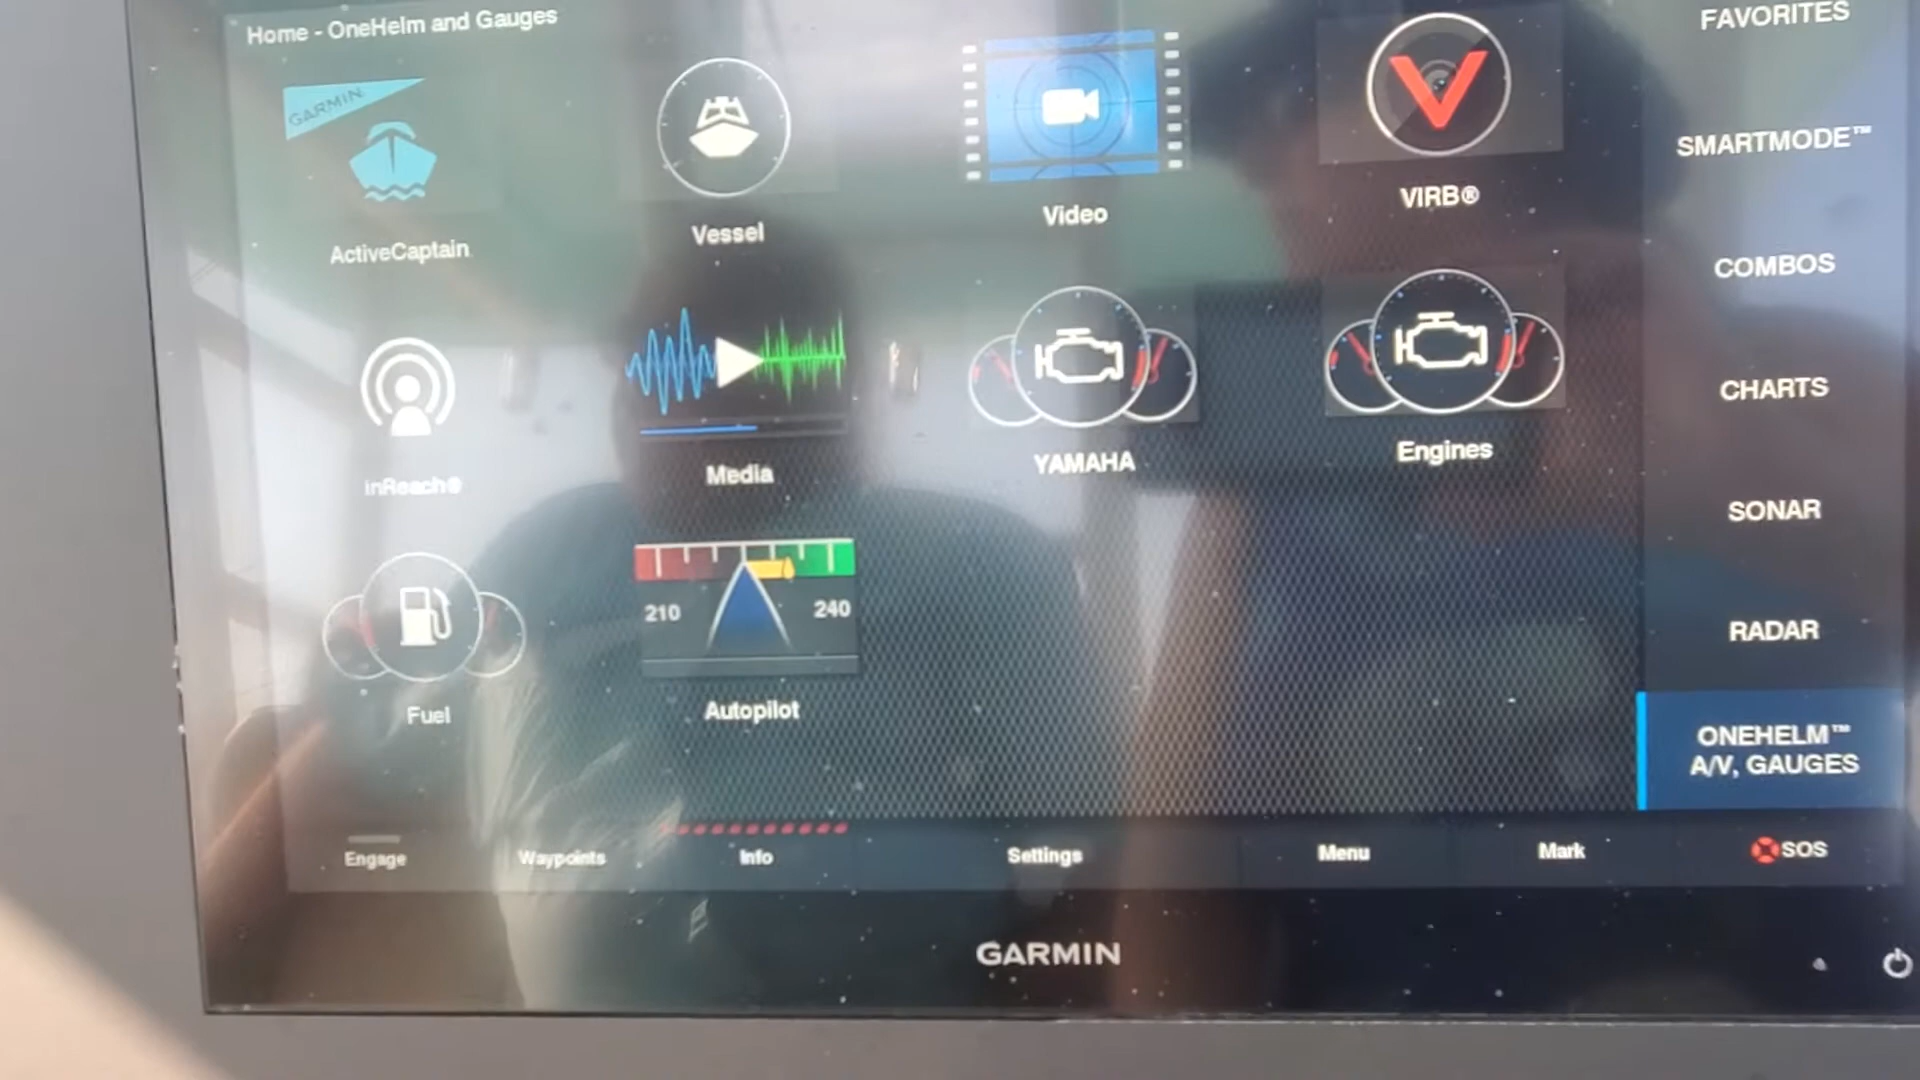 Home - OneHelm and Gauges
GARMIN
ActiveCaptain
Vessel
Video
VIRB®
inReach®
Media
YAMAHA
Engines
210
240
Fuel
Autopilot
FAVORITES
SMARTMODE™
COMBOS
CHARTS
SONAR
RADAR
ONEHELM™
A/V, GAUGES
Engage
Waypoints
Info
Settings
Menu
Mark
SOS
GARMIN